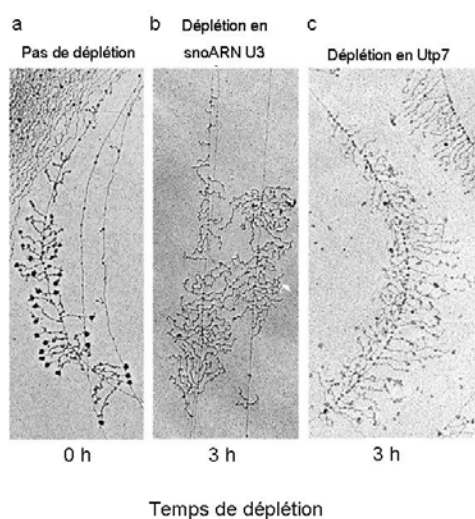 a
Pas de déplétion
b
Déplétion en
snoARN U3
c
Déplétion en Utp7
0 h
3 h
3 h
Temps de déplétion